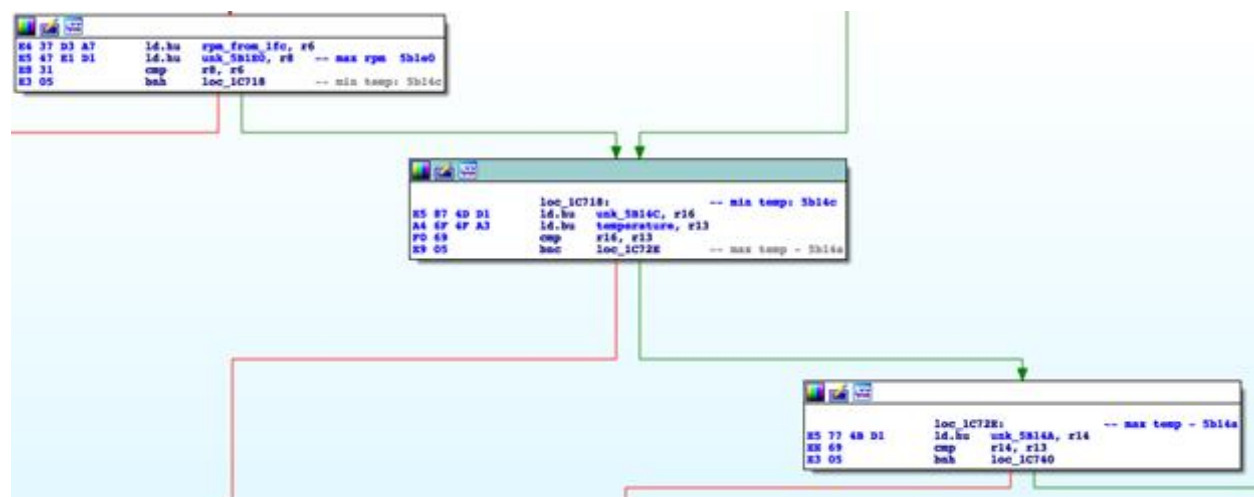 E4 37 D3 A7 ld.hu rpm_from_1fc, r6
E5 47 E1 D1 ld.hu unk_5B1E0, r8 -- max rpm 5b1e0
E8 31 cmp r8, r6
E3 05 bnh loc_1C718 -- min temp: 5b14c
loc_1C718: -- min temp: 5b14c
E5 87 4D D1 ld.hu unk_5B14C, r16
A4 6F 4F A3 ld.bu temperature, r13
F0 69 cmp r16, r13
E9 05 bnc loc_1C72E -- max temp - 5b14a
loc_1C72E: -- max temp - 5b14a
E5 77 4B D1 ld.hu unk_5B14A, r14
EE 69 cmp r14, r13
E3 05 bnh loc_1C740